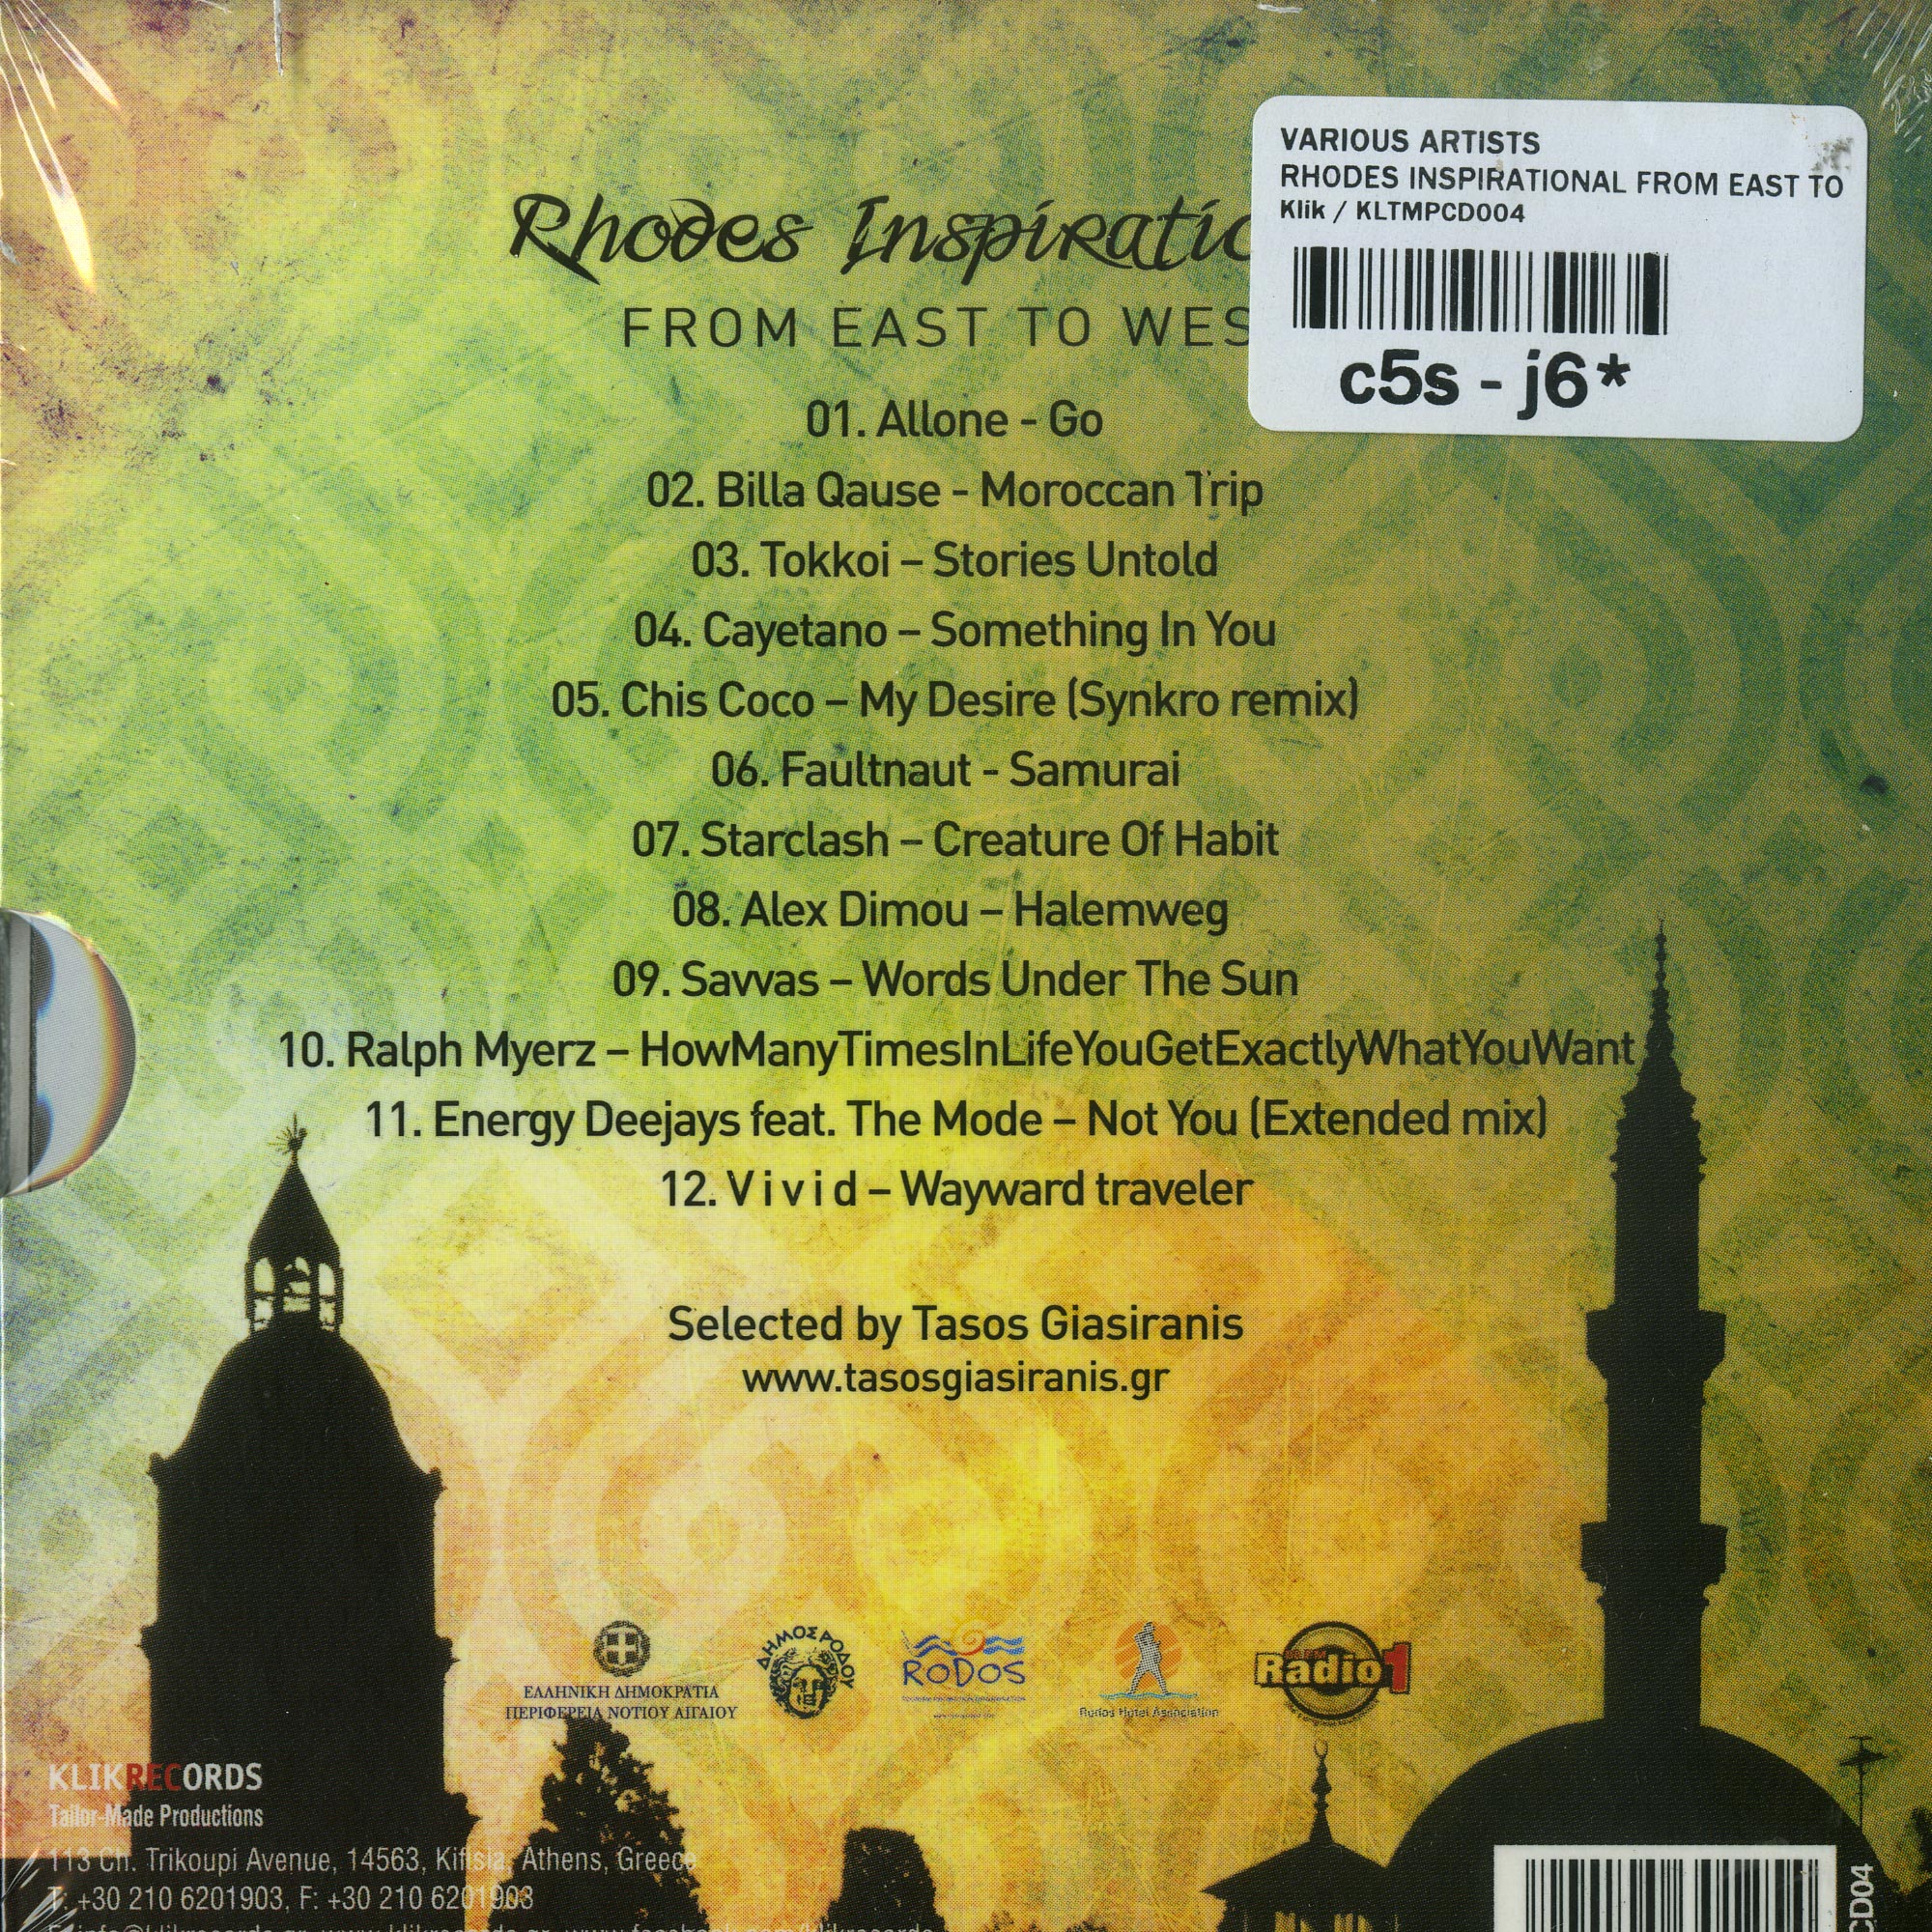 VARIOUS ARTISTS
RHODES INSPIRATIONAL FROM EAST TO
Klik / KLTMPCD004
c5s - j6*
Rhodes Inspiratio
FROM EAST TO WES
01. Allone - Go
02. Billa Qause - Moroccan Trip
03. Tokkoi – Stories Untold
04. Cayetano – Something In You
05. Chis Coco – My Desire (Synkro remix)
06. Faultnaut - Samurai
07. Starclash – Creature Of Habit
08. Alex Dimou – Halemweg
09. Savvas – Words Under The Sun
10. Ralph Myerz – HowManyTimesInLifeYouGetExactlyWhatYouWant
11. Energy Deejays feat. The Mode – Not You (Extended mix)
12. V i v i d – Wayward traveler
Selected by Tasos Giasiranis
www.tasosgiasiranis.gr
ΕΛΛΗΝΙΚΗ ΔΗΜΟΚΡΑΤΙΑ
ΠΕΡΙΦΕΡΕΙΑ ΝΟΤΙΟΥ ΑΙΓΑΙΟΥ
ΔΗΜΟΣ ΡΟΔΟΥ
RODOS
Rodos Hotel Association
Radio1
KLIKRECORDS
Tailor-Made Productions
113 Ch. Trikoupi Avenue, 14563, Kifisia, Athens, Greece
T: +30 210 6201903, F: +30 210 6201903
CD04